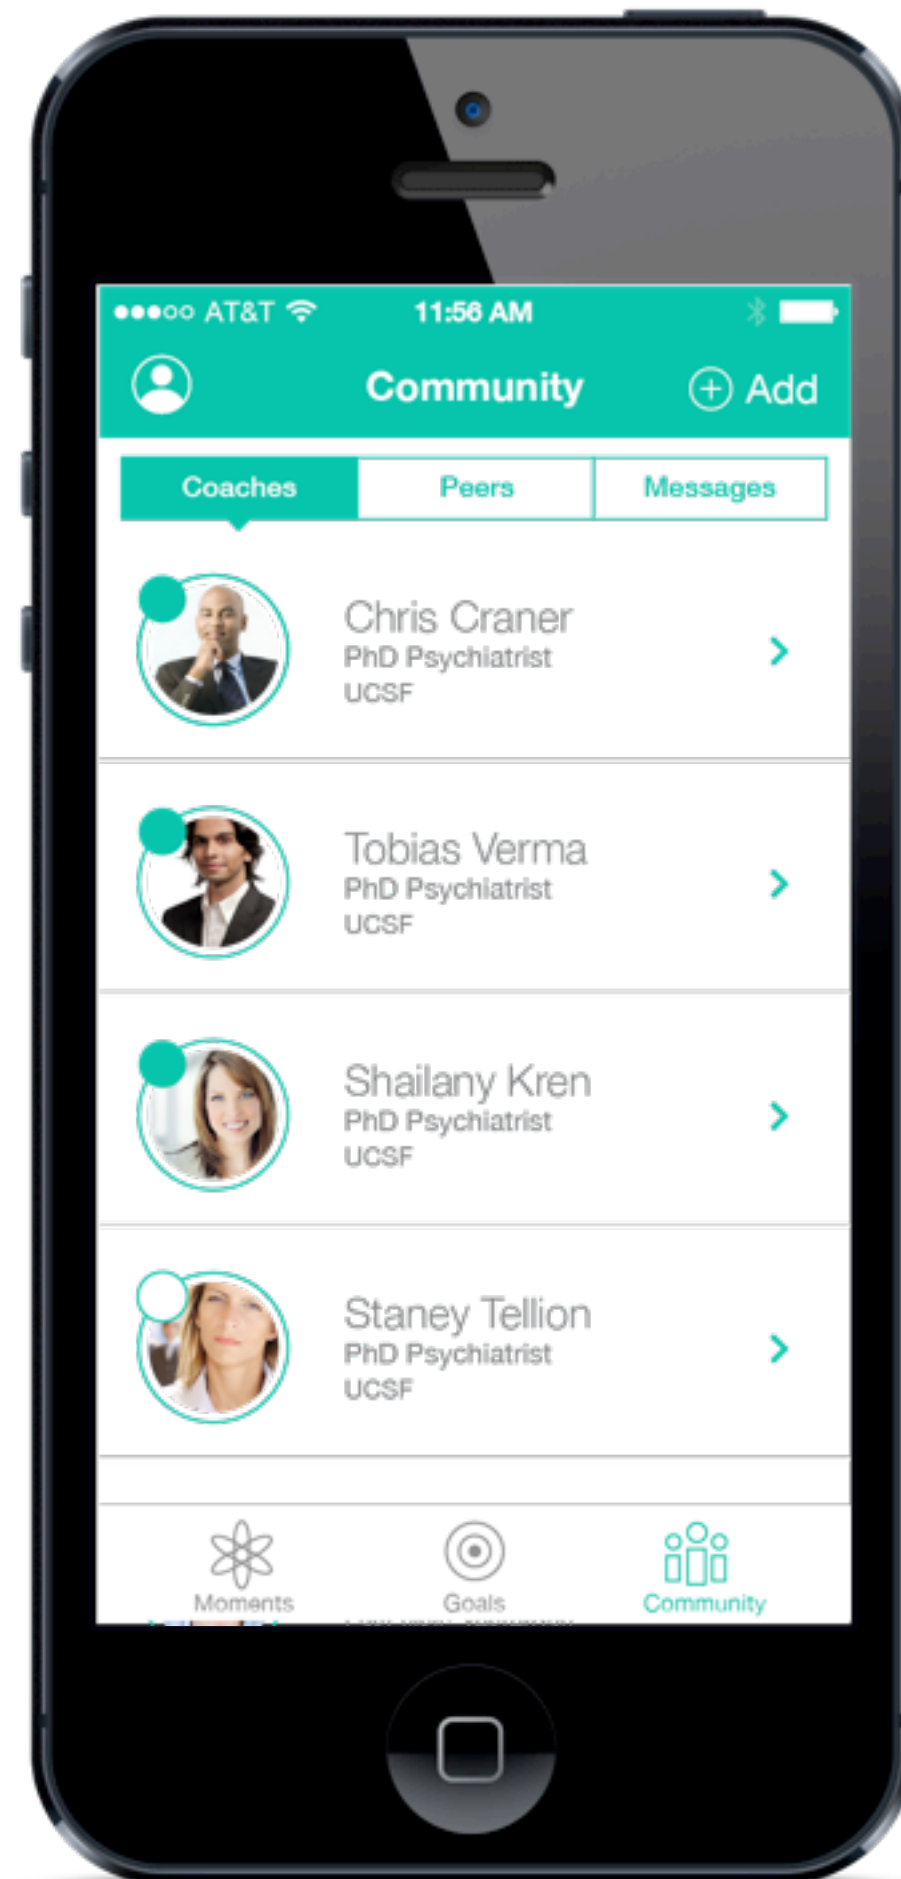 AT&T 11:56 AM
Community Add
Coaches Peers Messages
Chris Craner
PhD Psychiatrist
UCSF
Tobias Verma
PhD Psychiatrist
UCSF
Shailany Kren
PhD Psychiatrist
UCSF
Staney Tellion
PhD Psychiatrist
UCSF
Moments Goals Community